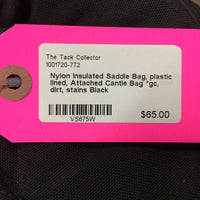 The Tack Collector
1001720-772
Nylon Insulated Saddle Bag, plastic
lined, Attached Cantle Bag *gc,
dirt, stains Black
VS675W
$65.00